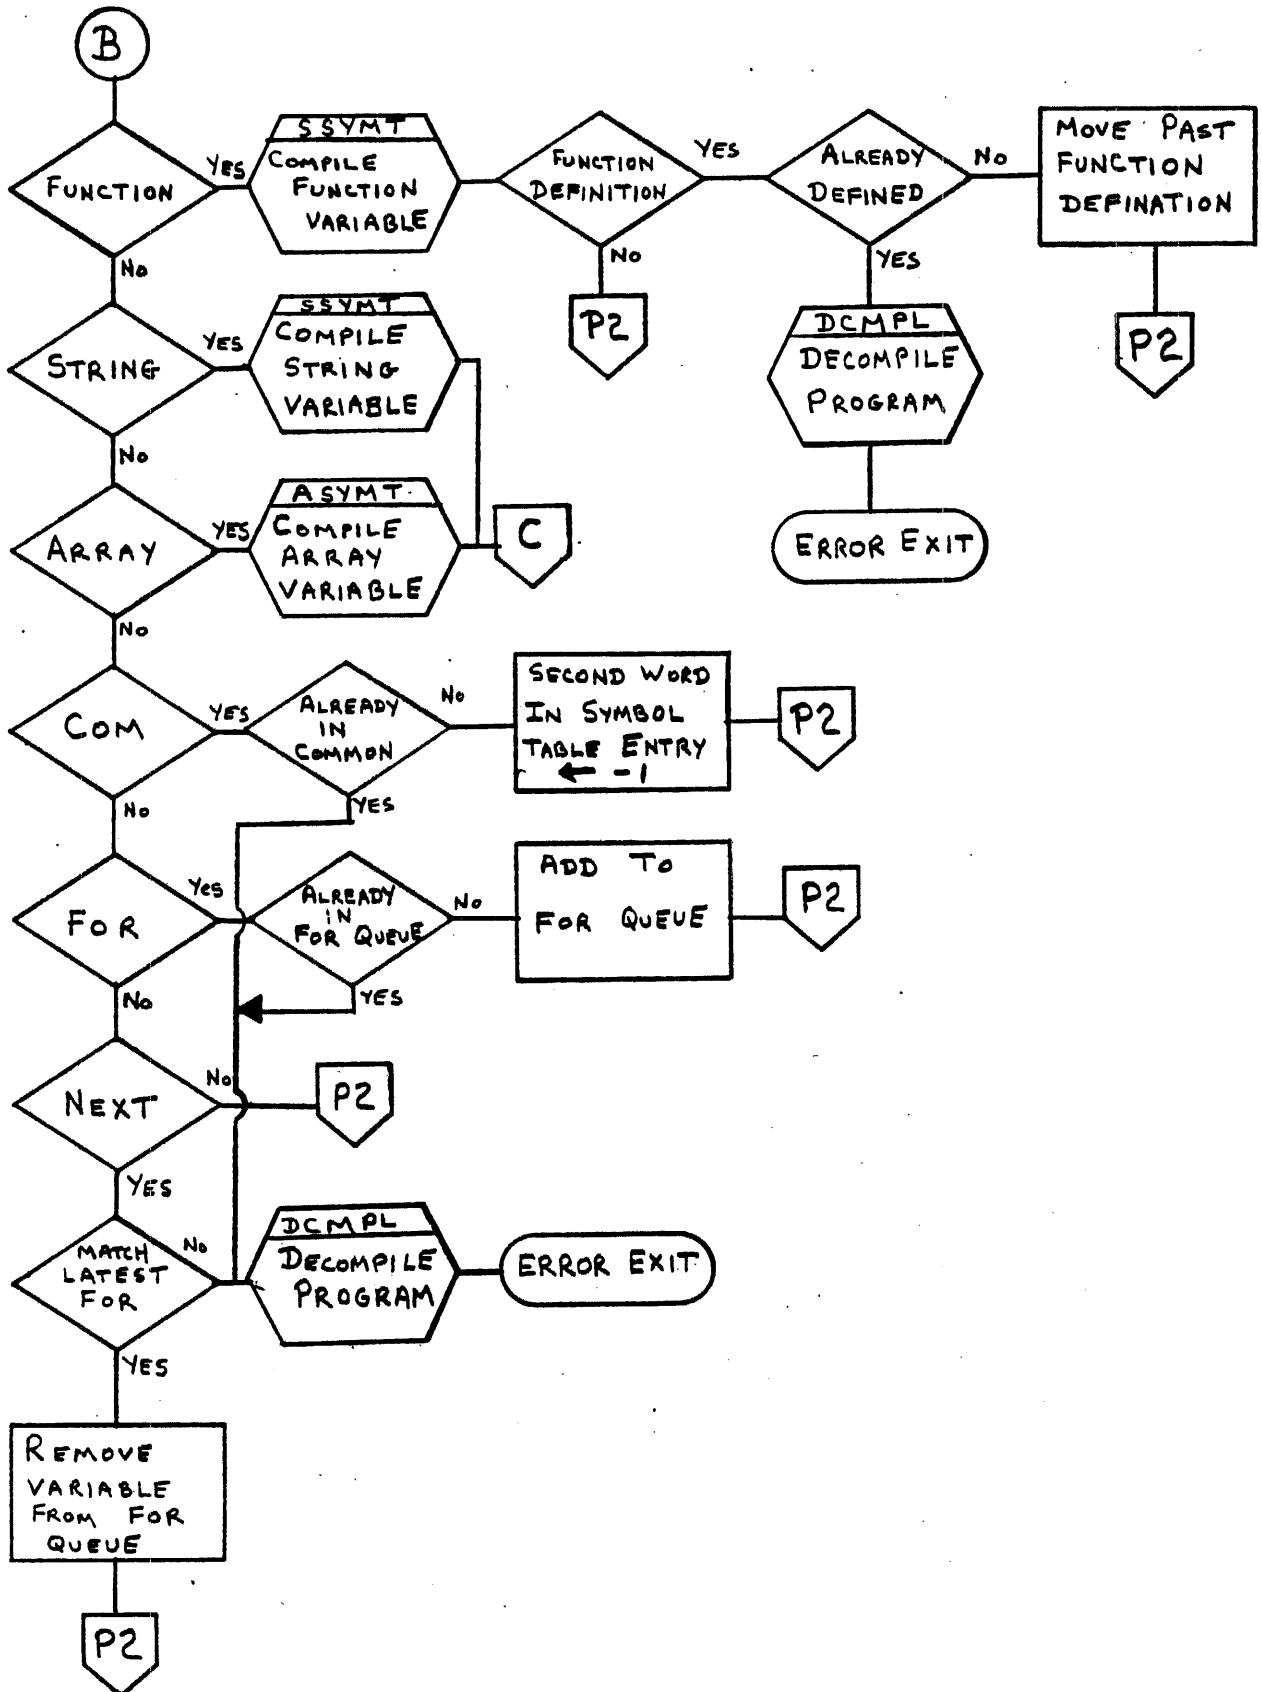 B
FUNCTION
YES
SSYMT
COMPILE
FUNCTION
VARIABLE
FUNCTION
DEFINITION
YES
ALREADY
DEFINED
NO
MOVE PAST
FUNCTION
DEFINATION
No
No
YES
P2
P2
STRING
YES
SSYMT
COMPILE
STRING
VARIABLE
DCMPL
DECOMPILE
PROGRAM
No
ARRAY
YES
ASYMT
COMPILE
ARRAY
VARIABLE
C
ERROR EXIT
No
COM
YES
ALREADY
IN
COMMON
No
SECOND WORD
IN SYMBOL
TABLE ENTRY
← -1
P2
No
YES
FOR
YES
ALREADY
IN
FOR QUEUE
No
ADD TO
FOR QUEUE
P2
No
YES
NEXT
No
P2
YES
MATCH
LATEST
FOR
No
DCMPL
DECOMPILE
PROGRAM
ERROR EXIT
YES
REMOVE
VARIABLE
FROM FOR
QUEUE
P2